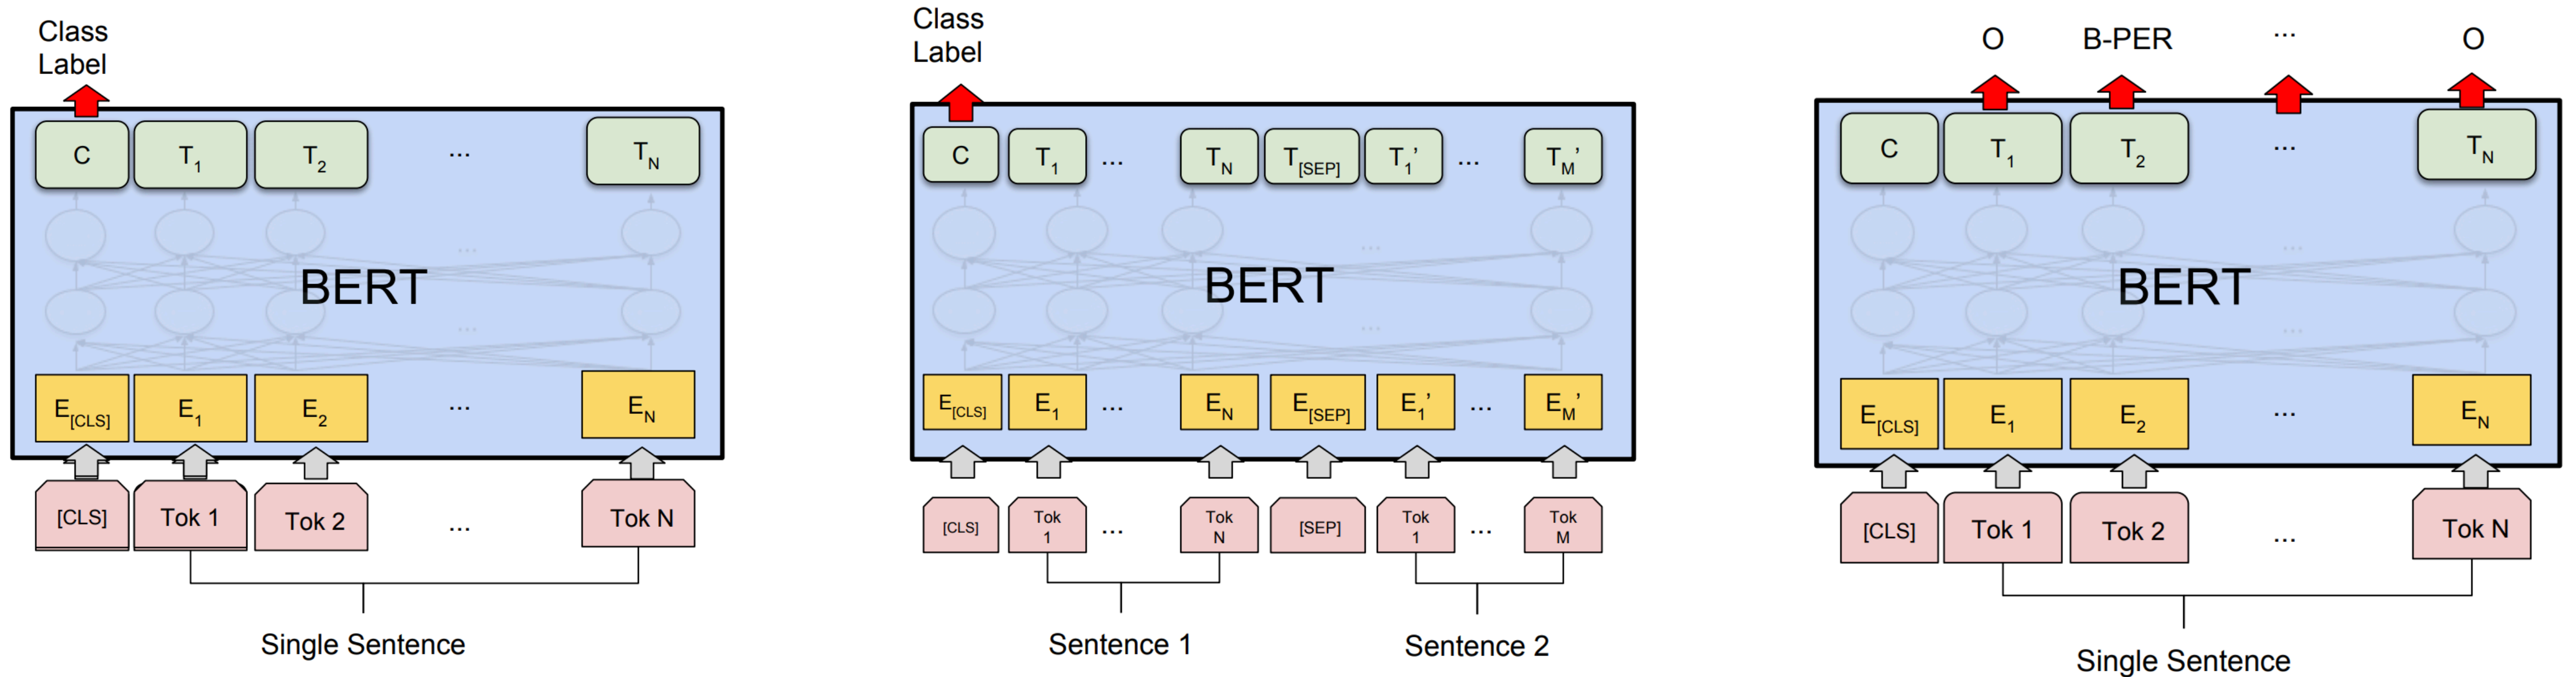 Class
Label
C T1 T2 ... TN
...
BERT
...
E[CLS] E1 E2 ... EN
[CLS] Tok 1 Tok 2 ... Tok N
Single Sentence
Class
Label
C T1 ... TN T[SEP] T1’ ... TM’
...
BERT
...
E[CLS] E1 ... EN E[SEP] E1’ ... EM’
[CLS] Tok 1 ... Tok N [SEP] Tok 1 ... Tok M
Sentence 1 Sentence 2
O B-PER ... O
C T1 T2 ... TN
...
BERT
...
E[CLS] E1 E2 ... EN
[CLS] Tok 1 Tok 2 ... Tok N
Single Sentence